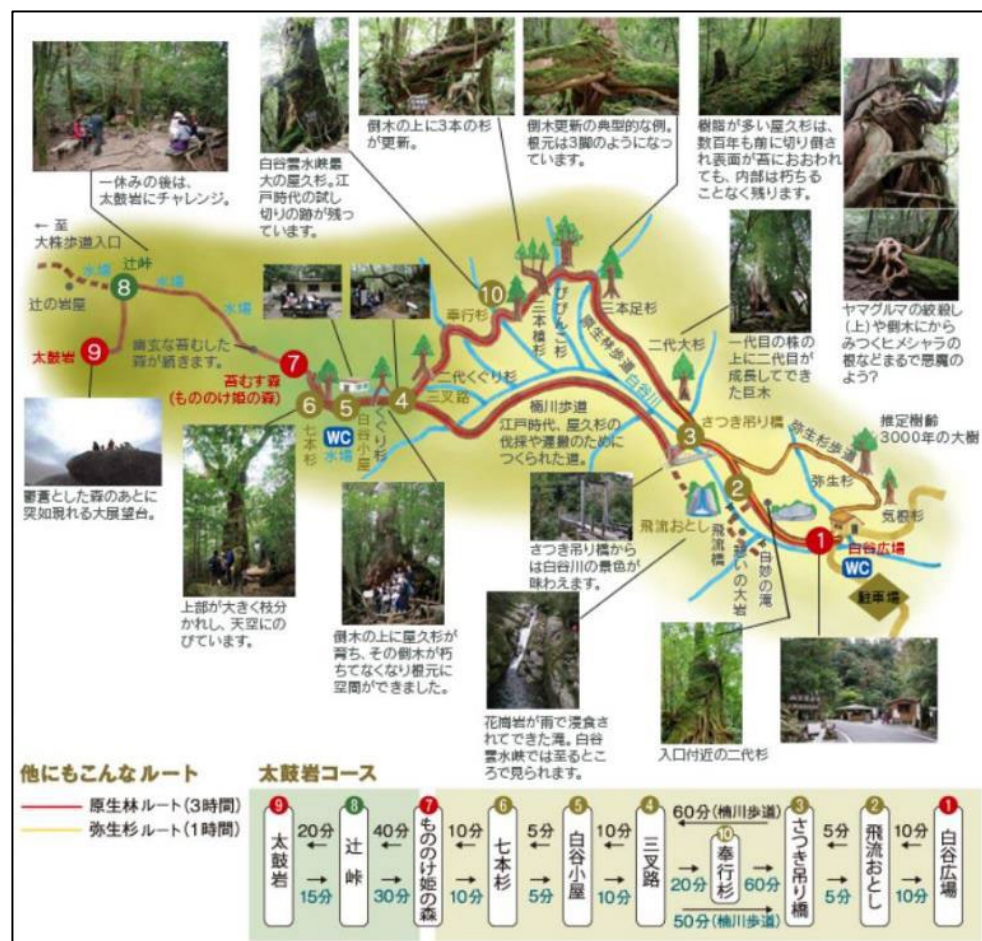 一休みの後は、
太鼓岩にチャレンジ。
白谷雲水峡最
大の屋久杉。江
戸時代の試し
切りの跡が残っ
ています。
倒木の上に3本の杉
が更新。
倒木更新の典型的な例。
根元は3脚のようになっ
ています。
樹脂が多い屋久杉は、
数百年も前に切り倒さ
れ表面が苔におおわれ
ても、内部は朽ちる
ことなく残ります。
ヤマグルマの絞殺し
(上)や倒木にから
みつくヒメシャラの
根などまるで悪魔の
よう?
← 至
大株歩道入口
水場
辻峠
8
水場
辻の岩屋
9
太鼓岩
水場
幽玄な苔むした
森が続きます。
7
苔むす森
(もののけ姫の森)
6
七本杉
5
白谷小屋
WC
水場
くぐり杉
4
三叉路
二代くぐり杉
10
奉行杉
三本槍杉
びびんこ杉
三本足杉
原生林歩道
白谷川
二代大杉
一代目の株の
上に二代目が
成長してできた
巨木
楠川歩道
江戸時代、屋久杉の
伐採や運搬のために
つくられた道。
3
さつき吊り橋
弥生杉歩道
推定樹齢
3000年の大樹
弥生杉
気根杉
2
飛流おとし
飛流橋
憩いの大岩
白妙の滝
1
白谷広場
WC
駐車場
鬱蒼とした森のあとに
突如現れる大展望台。
上部が大きく枝分
かれし、天空にの
びています。
倒木の上に屋久杉が
育ち、その倒木が朽
ちてなくなり根元に
空間ができました。
さつき吊り橋から
は白谷川の景色が
味わえます。
花崗岩が雨で浸食
されてできた滝。白谷
雲水峡では至るところ
で見られます。
入口付近の二代杉
他にもこんなルート
原生林ルート(3時間)
弥生杉ルート(1時間)
太鼓岩コース
9 太鼓岩
20分
15分
8 辻峠
40分
30分
7 もののけ姫の森
10分
10分
6 七本杉
5分
5分
5 白谷小屋
10分
10分
4 三叉路
60分(楠川歩道)
20分
10 奉行杉
60分
50分(楠川歩道)
3 さつき吊り橋
5分
5分
2 飛流おとし
10分
10分
1 白谷広場